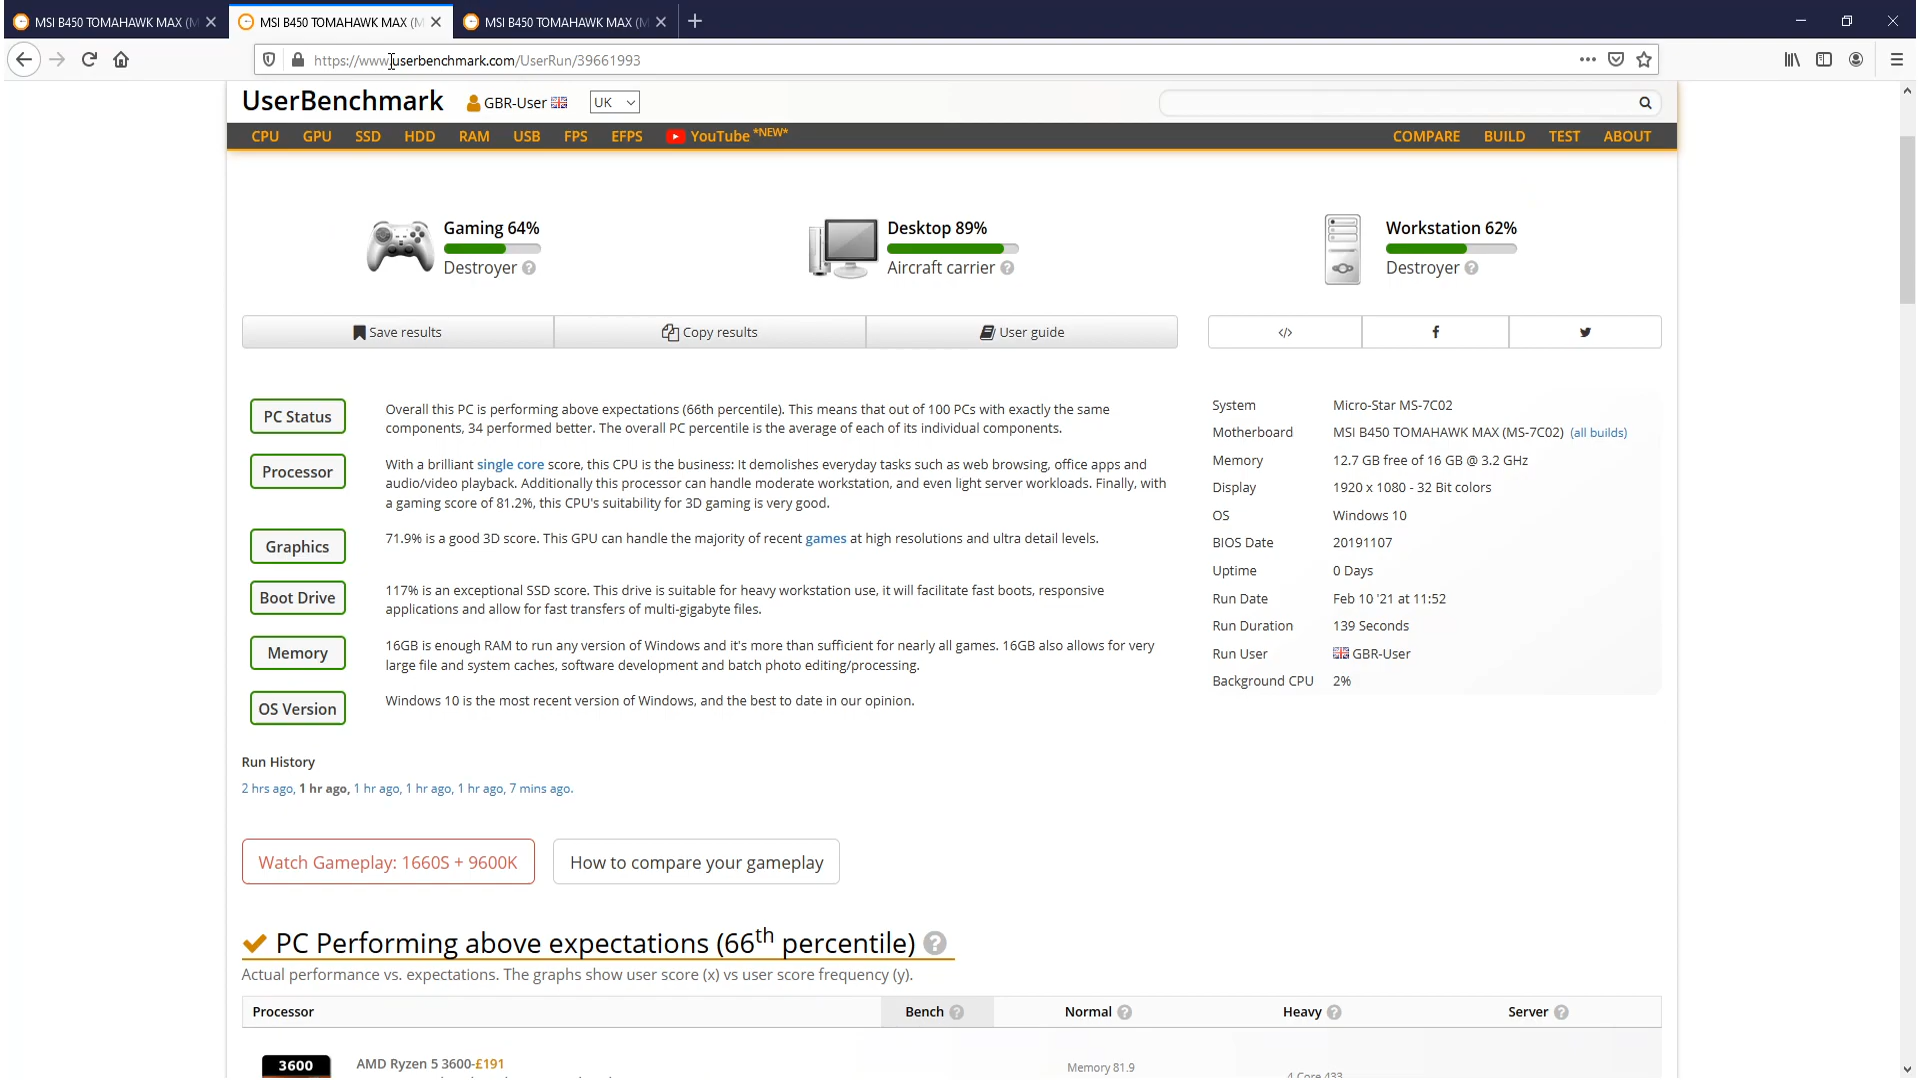 MSI B450 TOMAHAWK MAX (M
MSI B450 TOMAHAWK MAX (M
MSI B450 TOMAHAWK MAX (M
https://www.userbenchmark.com/UserRun/39661993
UserBenchmark
GBR-User
UK
CPU GPU SSD HDD RAM USB FPS EFPS YouTube *NEW* COMPARE BUILD TEST ABOUT
Gaming 64%
Destroyer ?
Desktop 89%
Aircraft carrier ?
Workstation 62%
Destroyer ?
Save results
Copy results
User guide
</>
PC Status
Overall this PC is performing above expectations (66th percentile). This means that out of 100 PCs with exactly the same
components, 34 performed better. The overall PC percentile is the average of each of its individual components.
Processor
With a brilliant single core score, this CPU is the business: It demolishes everyday tasks such as web browsing, office apps and
audio/video playback. Additionally this processor can handle moderate workstation, and even light server workloads. Finally, with
a gaming score of 81.2%, this CPU's suitability for 3D gaming is very good.
Graphics
71.9% is a good 3D score. This GPU can handle the majority of recent games at high resolutions and ultra detail levels.
Boot Drive
117% is an exceptional SSD score. This drive is suitable for heavy workstation use, it will facilitate fast boots, responsive
applications and allow for fast transfers of multi-gigabyte files.
Memory
16GB is enough RAM to run any version of Windows and it's more than sufficient for nearly all games. 16GB also allows for very
large file and system caches, software development and batch photo editing/processing.
OS Version
Windows 10 is the most recent version of Windows, and the best to date in our opinion.
System Micro-Star MS-7C02
Motherboard MSI B450 TOMAHAWK MAX (MS-7C02) (all builds)
Memory 12.7 GB free of 16 GB @ 3.2 GHz
Display 1920 x 1080 - 32 Bit colors
OS Windows 10
BIOS Date 20191107
Uptime 0 Days
Run Date Feb 10 '21 at 11:52
Run Duration 139 Seconds
Run User GBR-User
Background CPU 2%
Run History
2 hrs ago, 1 hr ago, 1 hr ago, 1 hr ago, 1 hr ago, 7 mins ago.
Watch Gameplay: 1660S + 9600K
How to compare your gameplay
PC Performing above expectations (66th percentile) ?
Actual performance vs. expectations. The graphs show user score (x) vs user score frequency (y).
Processor Bench ? Normal ? Heavy ? Server ?
3600
AMD Ryzen 5 3600-£191
Memory 81.9
4 Core 433